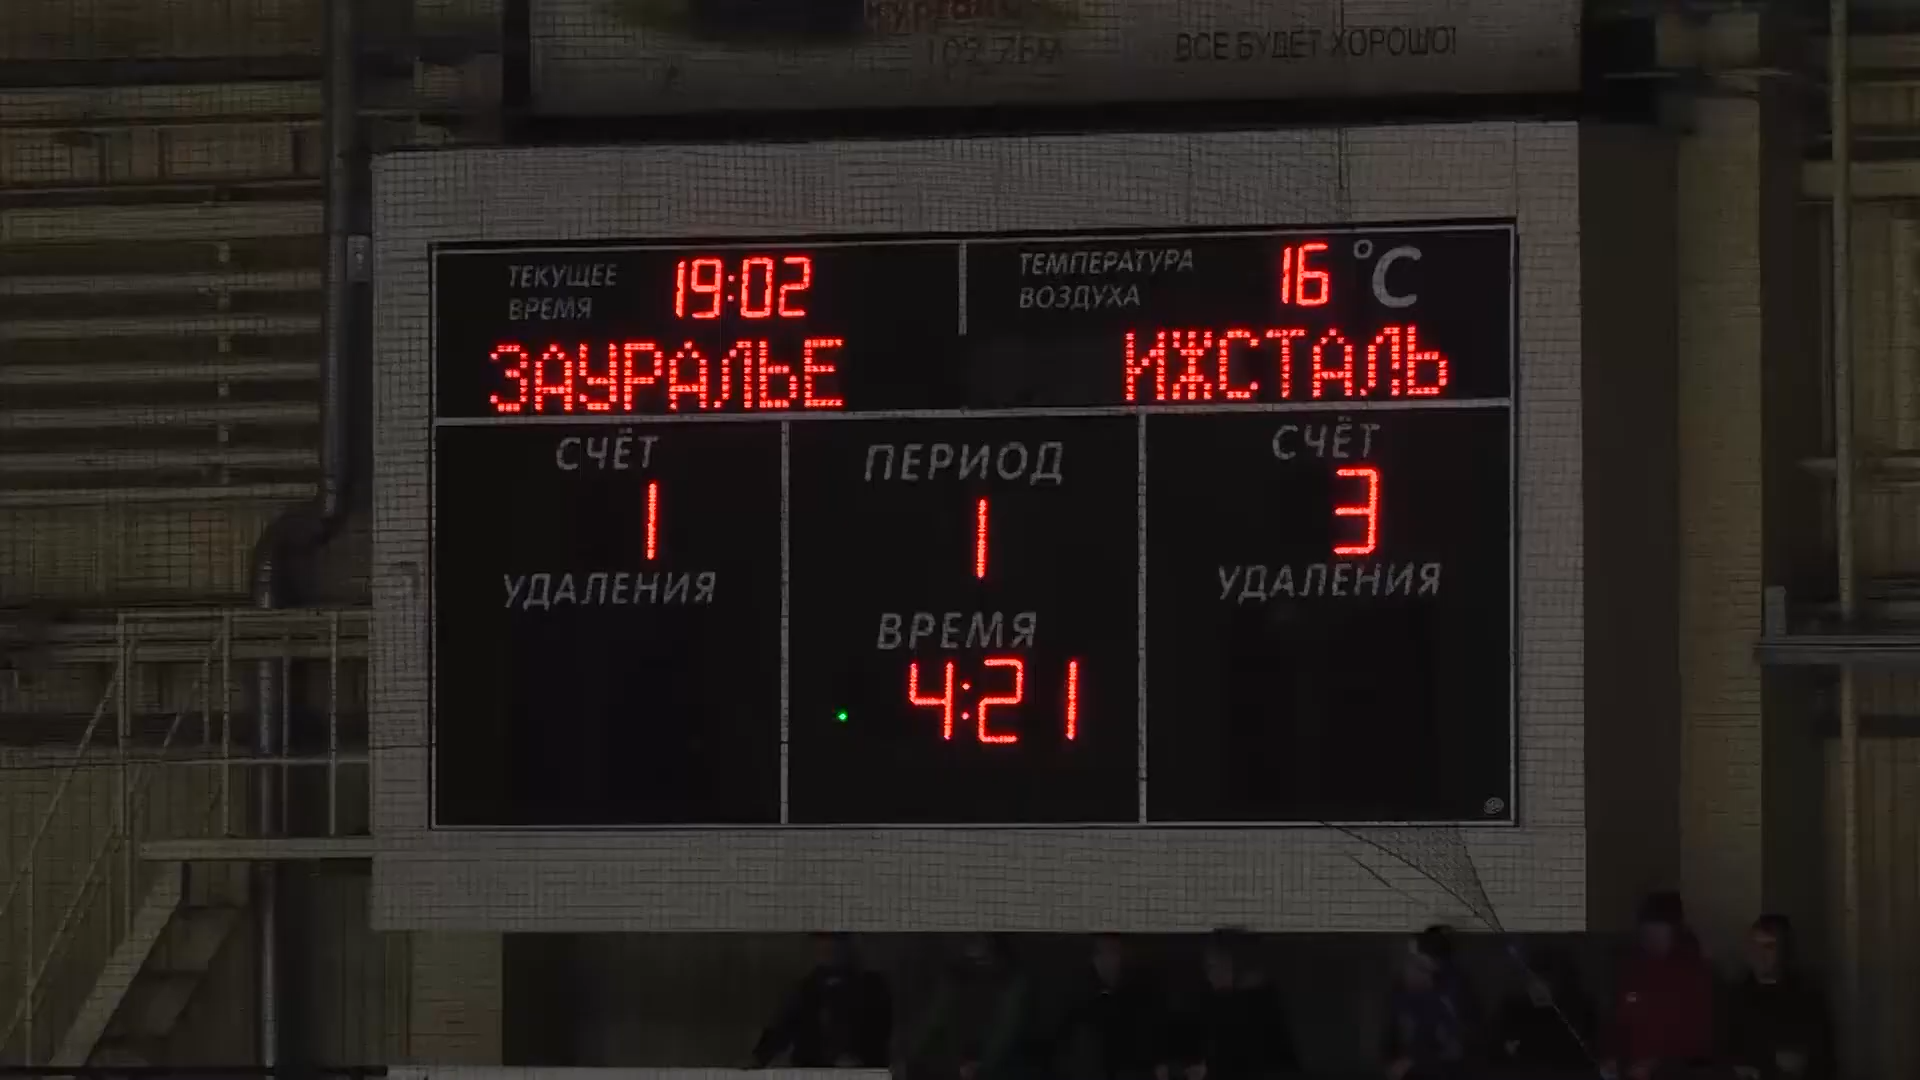 ВСЕ БУДЕТ ХОРОШО!
ТЕКУЩЕЕ
ВРЕМЯ
19:02
ТЕМПЕРАТУРА
ВОЗДУХА
16 °C
ЗАУРАЛЬЕ
ИЖСТАЛЬ
СЧЁТ
1
УДАЛЕНИЯ
ПЕРИОД
1
ВРЕМЯ
4:21
СЧЁТ
3
УДАЛЕНИЯ